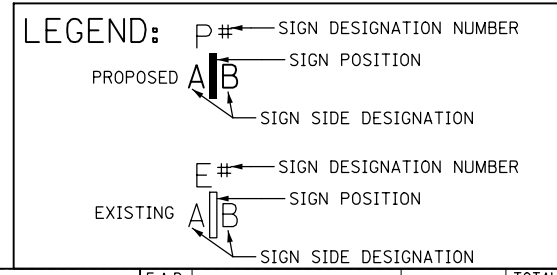 LEGEND: P# SIGN DESIGNATION NUMBER
SIGN POSITION
PROPOSED A B
SIGN SIDE DESIGNATION
E# SIGN DESIGNATION NUMBER
SIGN POSITION
EXISTING A B
SIGN SIDE DESIGNATION